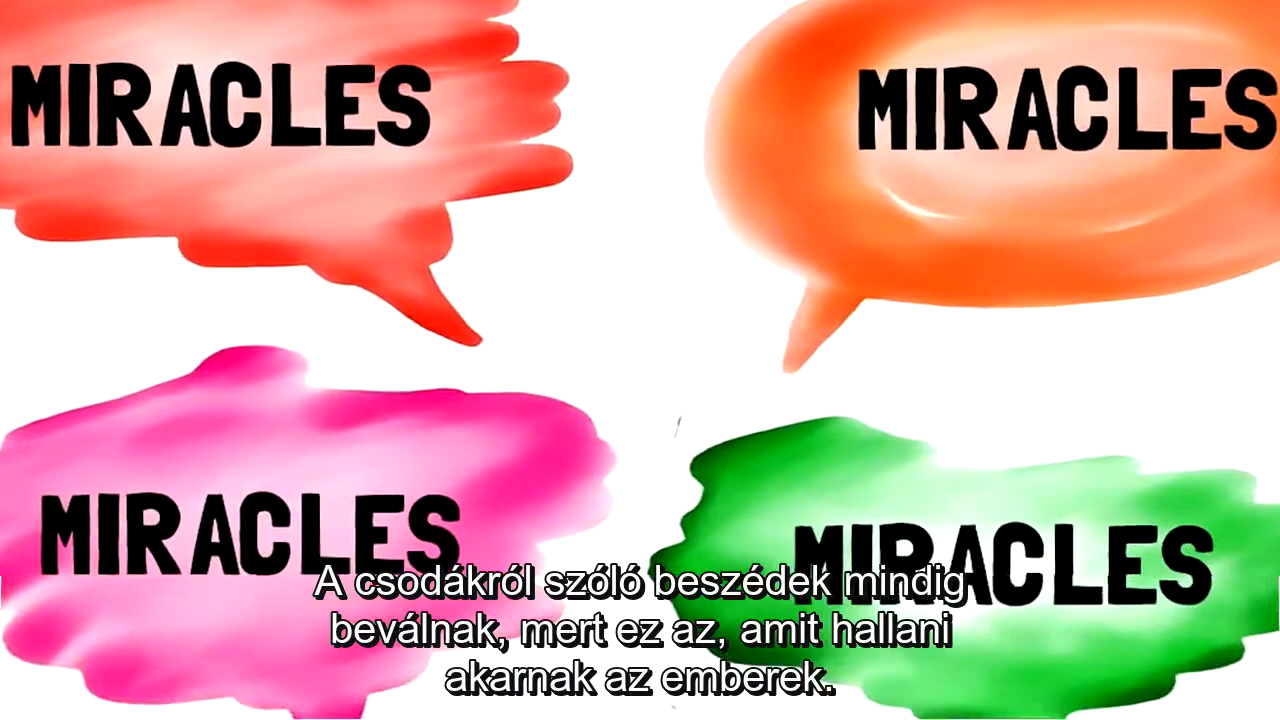 MIRACLES
MIRACLES
MIRACLES
MIRACLES
A csodákról szóló beszédek mindig
beválnak, mert ez az, amit hallani
akarnak az emberek.